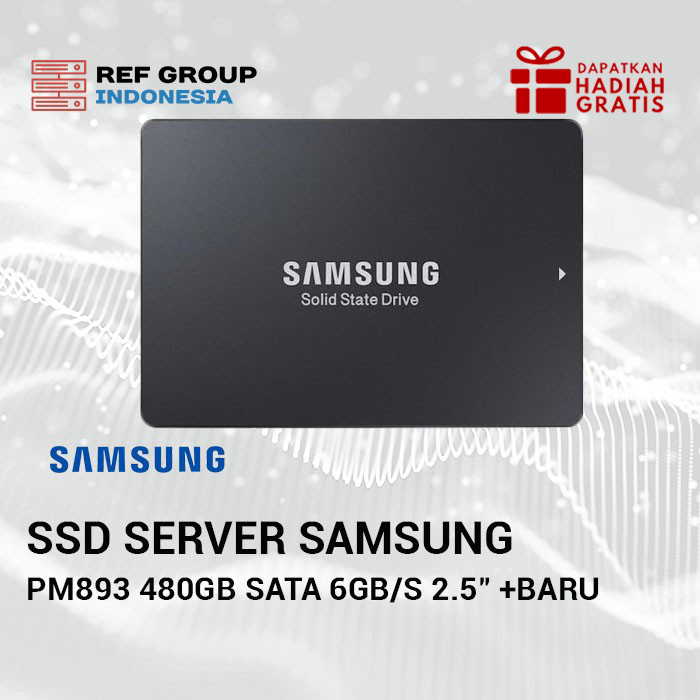 REF GROUP
INDONESIA
DAPATKAN
HADIAH
GRATIS
SAMSUNG
Solid State Drive
SAMSUNG
SSD SERVER SAMSUNG
PM893 480GB SATA 6GB/S 2.5” +BARU